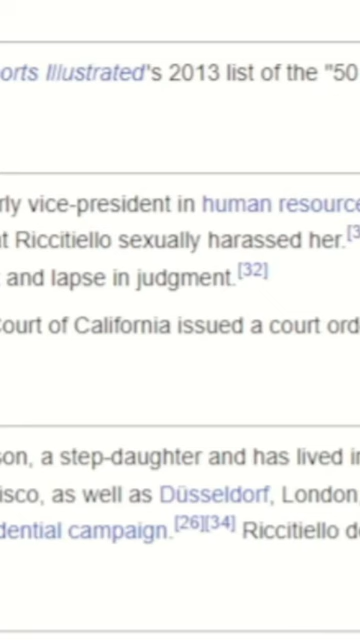 orts Illustrated's 2013 list of the "50
rly vice-president in human resource
t Riccitiello sexually harassed her.[3
and lapse in judgment.[32]
Court of California issued a court ord
son, a step-daughter and has lived i
isco, as well as Düsseldorf, London,
dential campaign.[26][34] Riccitiello d